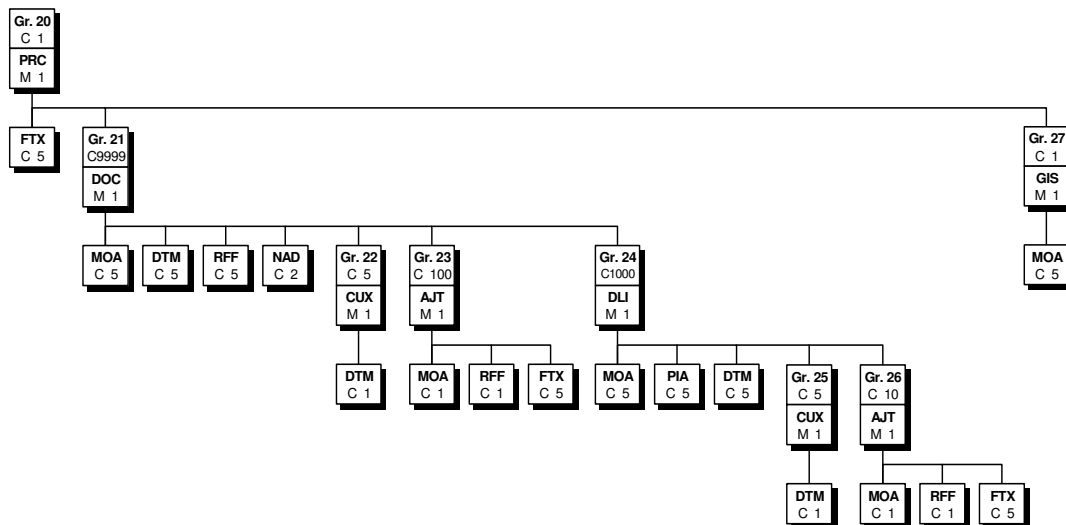 Gr. 20
C 1
PRC
M 1
FTX
C 5
Gr. 21
C9999
DOC
M 1
Gr. 27
C 1
GIS
M 1
MOA
C 5
DTM
C 5
RFF
C 5
NAD
C 2
Gr. 22
C 5
CUX
M 1
Gr. 23
C 100
AJT
M 1
Gr. 24
C1000
DLI
M 1
MOA
C 5
DTM
C 1
MOA
C 1
RFF
C 1
FTX
C 5
MOA
C 5
PIA
C 5
DTM
C 5
Gr. 25
C 5
CUX
M 1
Gr. 26
C 10
AJT
M 1
DTM
C 1
MOA
C 1
RFF
C 1
FTX
C 5